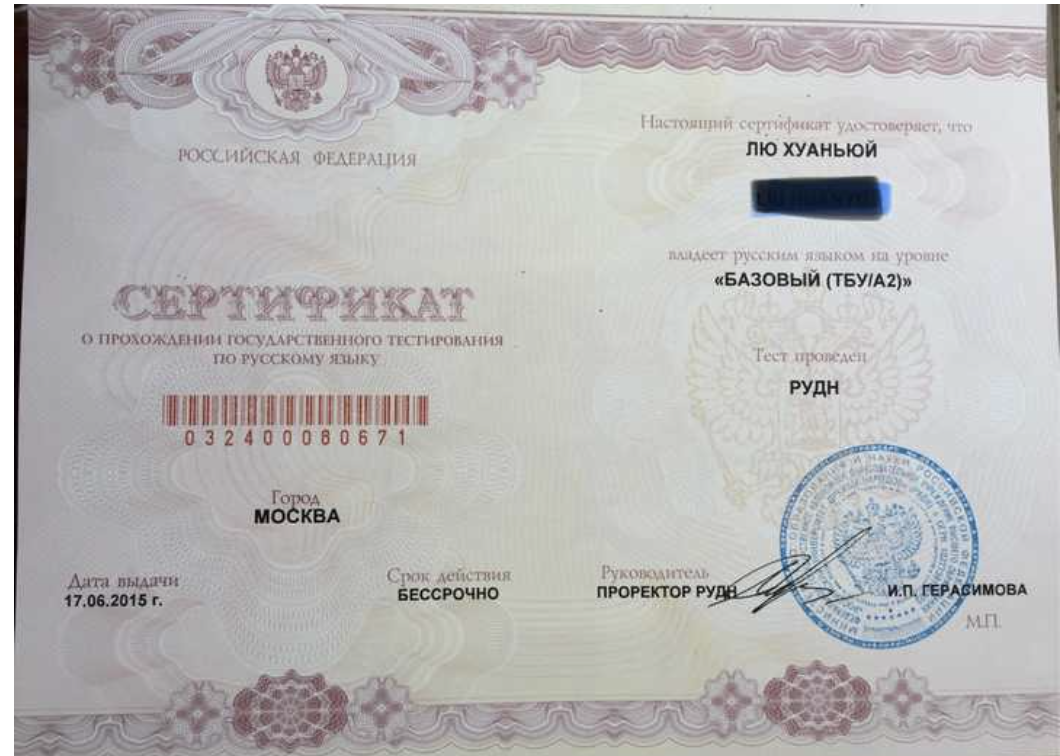 РОССИЙСКАЯ ФЕДЕРАЦИЯ
СЕРТИФИКАТ
О ПРОХОЖДЕНИИ ГОСУДАРСТВЕННОГО ТЕСТИРОВАНИЯ
ПО РУССКОМУ ЯЗЫКУ
032400080671
Город
МОСКВА
Дата выдачи
17.06.2015 г.
Срок действия
БЕССРОЧНО
Настоящий сертификат удостоверяет, что
ЛЮ ХУАНЬЮЙ
владеет русским языком на уровне
«БАЗОВЫЙ (ТБУ/А2)»
Тест проведен
РУДН
Руководитель
ПРОРЕКТОР РУДН
И.П. ГЕРАСИМОВА
М.П.